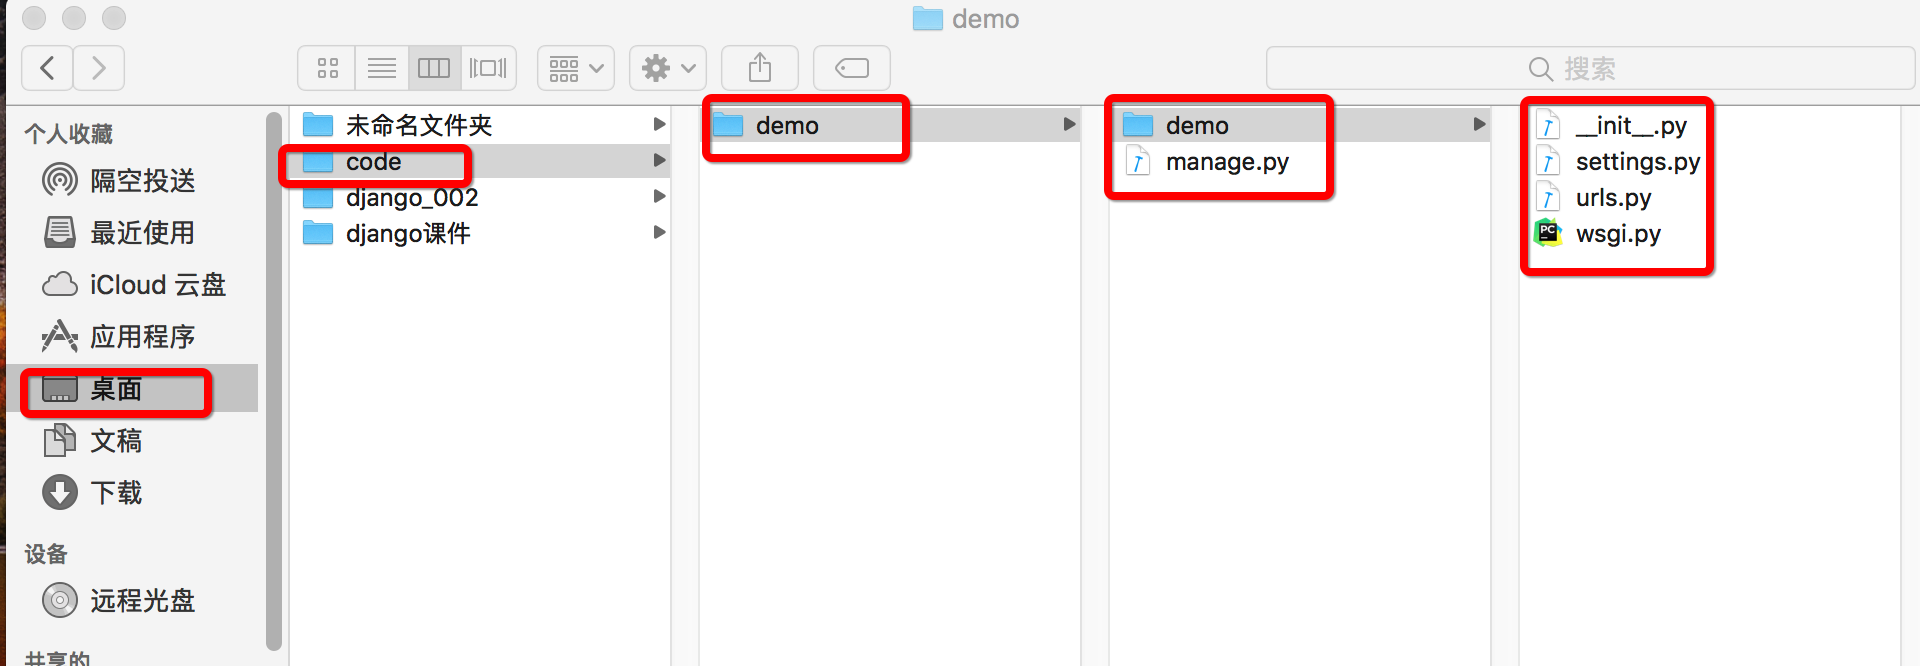 demo
搜索
个人收藏
隔空投送
最近使用
iCloud 云盘
应用程序
桌面
文稿
下载
设备
远程光盘
共享的
未命名文件夹
code
django_002
django课件
demo
demo
manage.py
__init__.py
settings.py
urls.py
PC
wsgi.py